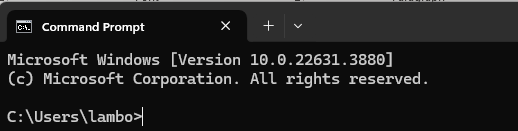 Command Prompt
Microsoft Windows [Version 10.0.22631.3880]
(c) Microsoft Corporation. All rights reserved.
C:\Users\lambo>